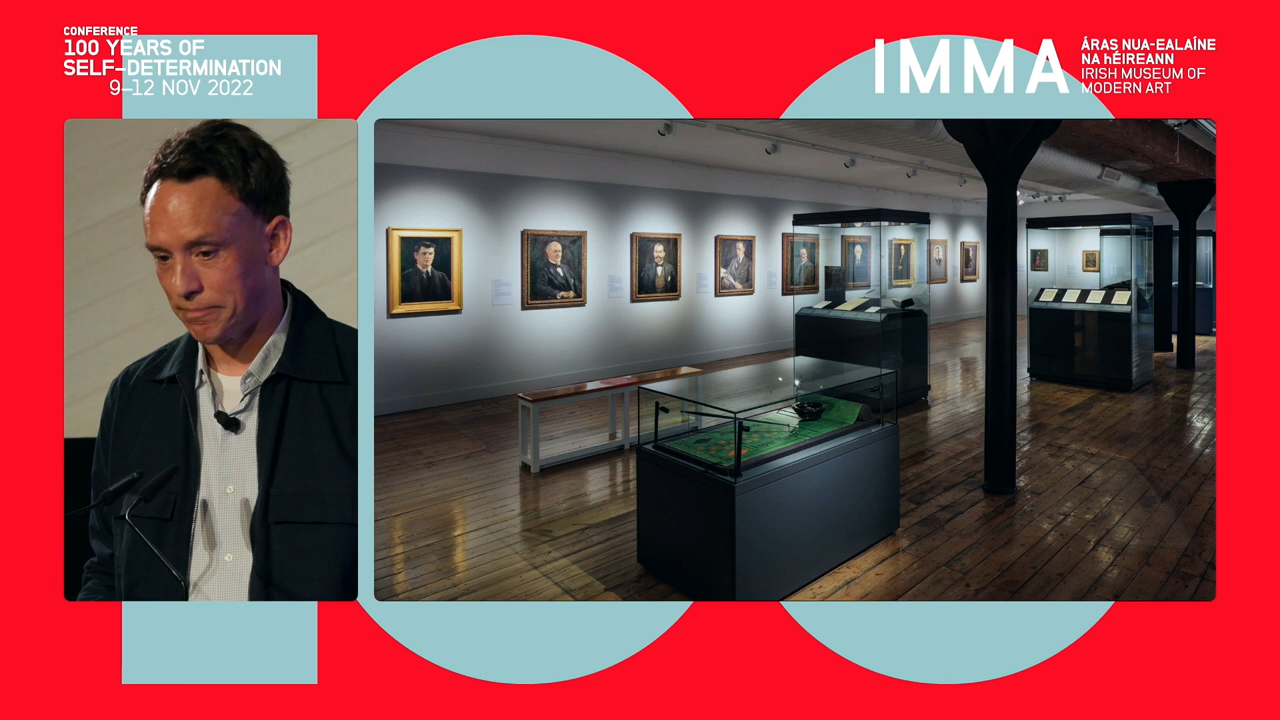 CONFERENCE
100 YEARS OF
SELF–DETERMINATION
9–12 NOV 2022
IMMA
ÁRAS NUA-EALAÍNE
NA hÉIREANN
IRISH MUSEUM OF
MODERN ART